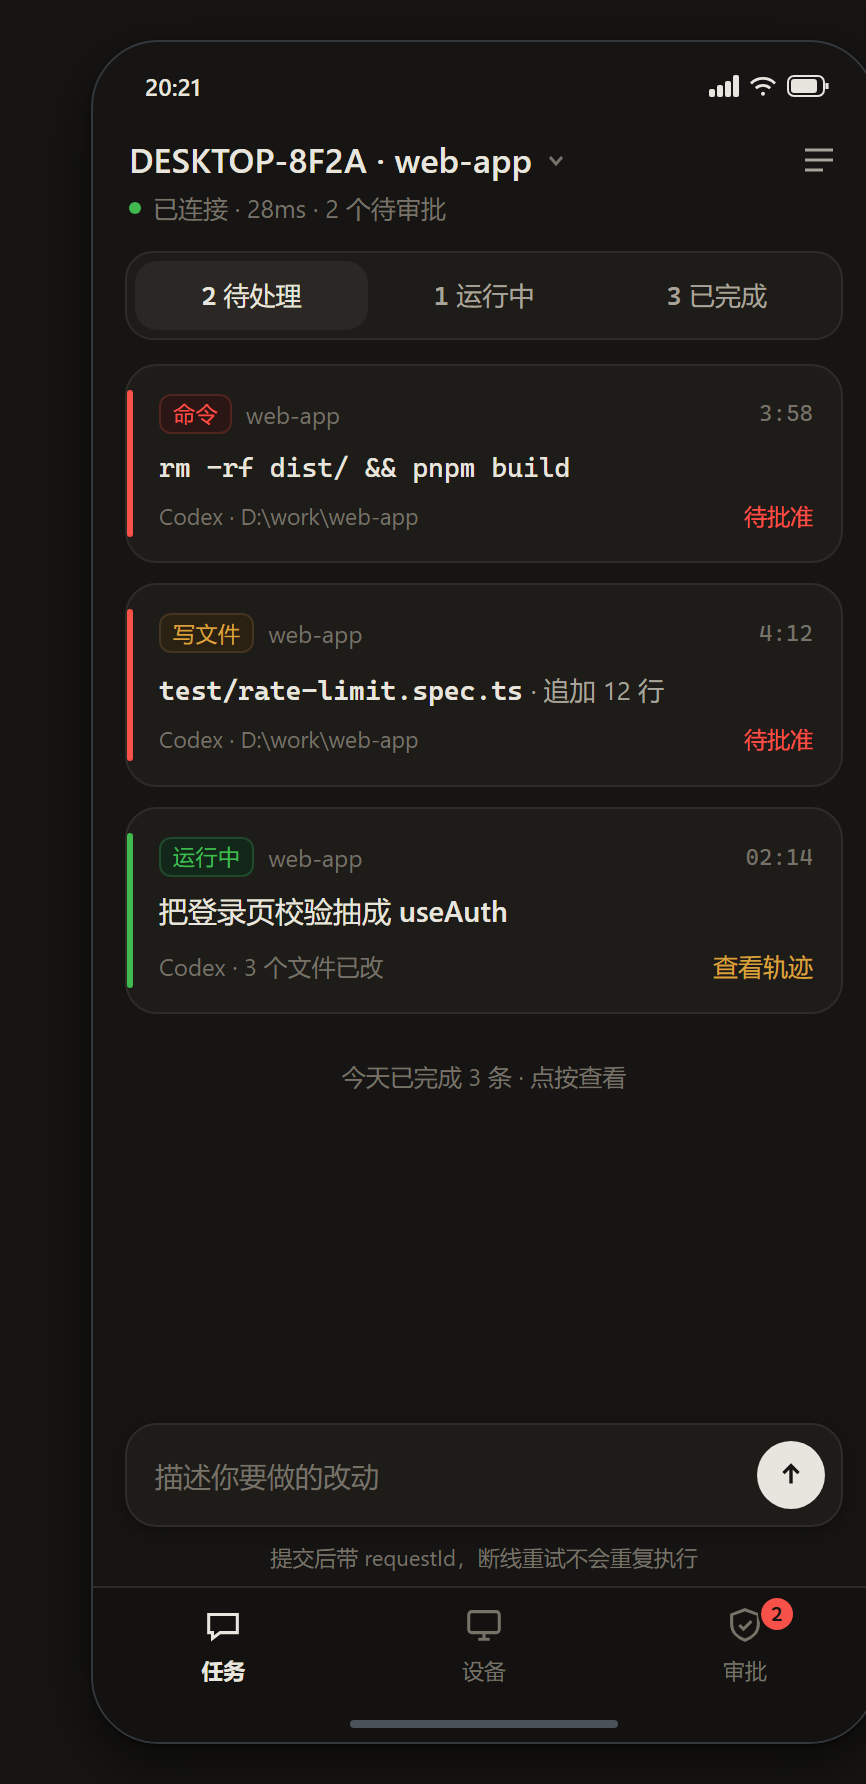 20:21
DESKTOP-8F2A · web-app
已连接 · 28ms · 2 个待审批
2 待处理
1 运行中
3 已完成
命令 web-app 3:58
rm -rf dist/ && pnpm build
Codex · D:\work\web-app 待批准
写文件 web-app 4:12
test/rate-limit.spec.ts · 追加 12 行
Codex · D:\work\web-app 待批准
运行中 web-app 02:14
把登录页校验抽成 useAuth
Codex · 3 个文件已改 查看轨迹
今天已完成 3 条 · 点按查看
描述你要做的改动
提交后带 requestId，断线重试不会重复执行
2
任务 设备 审批